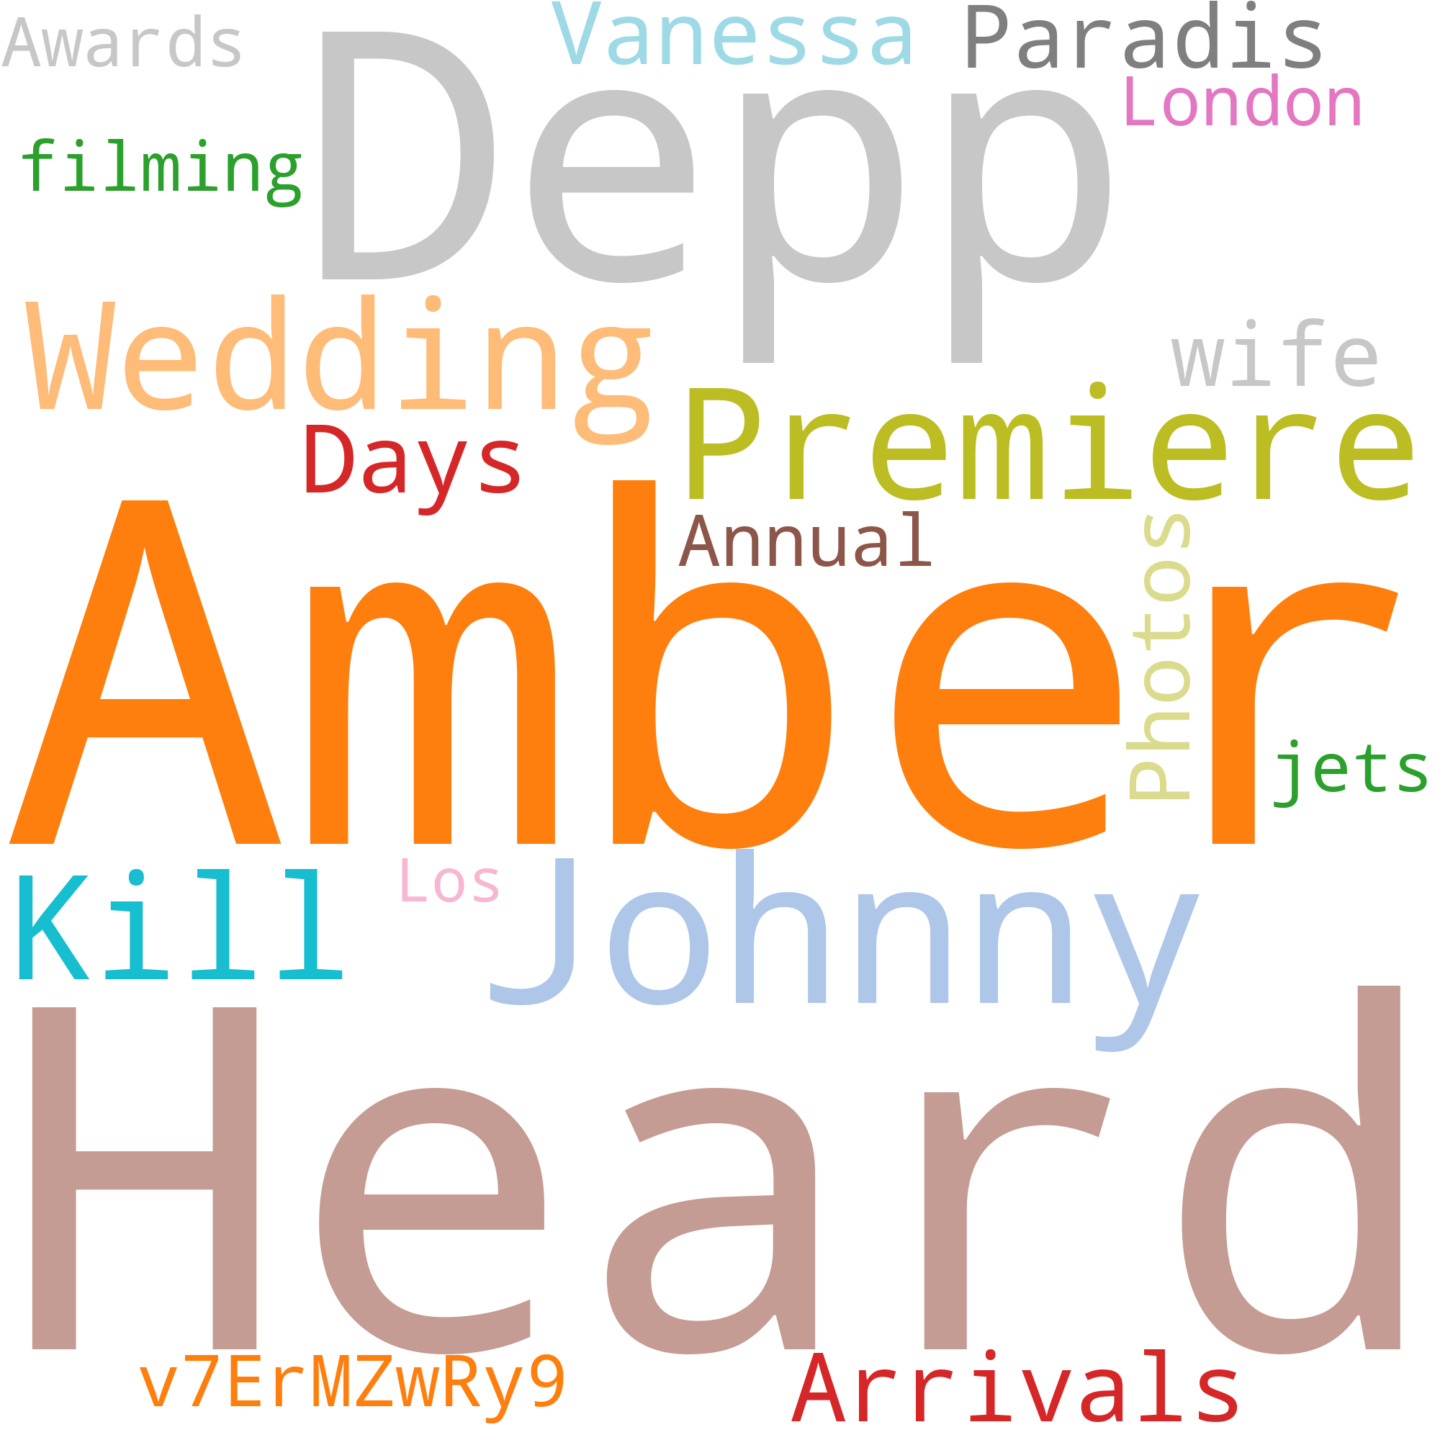 Awards
Vanessa
Paradis
Depp
London
filming
Wedding
wife
Premiere
Days
Amber
Annual
Photos
jets
Kill
Los
Johnny
Heard
v7ErMZwRy9
Arrivals